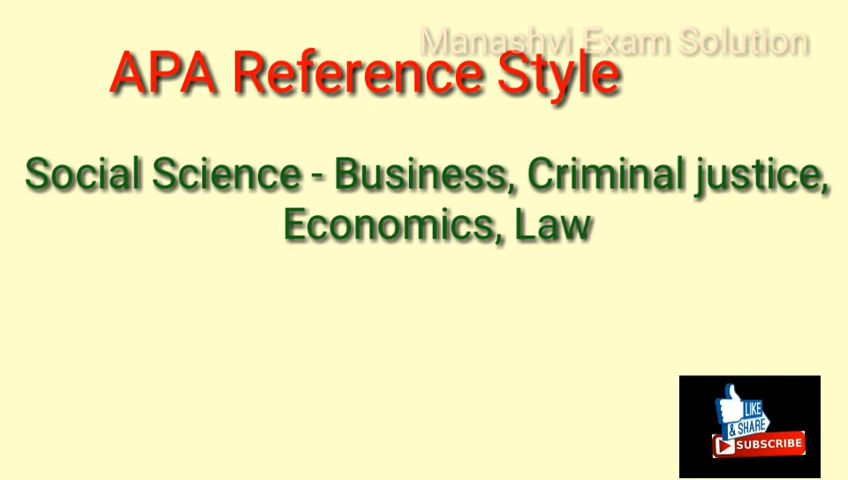 Manashvi Exam Solution
APA Reference Style
Social Science - Business, Criminal justice,
Economics, Law
LIKE
& SHARE
SUBSCRIBE